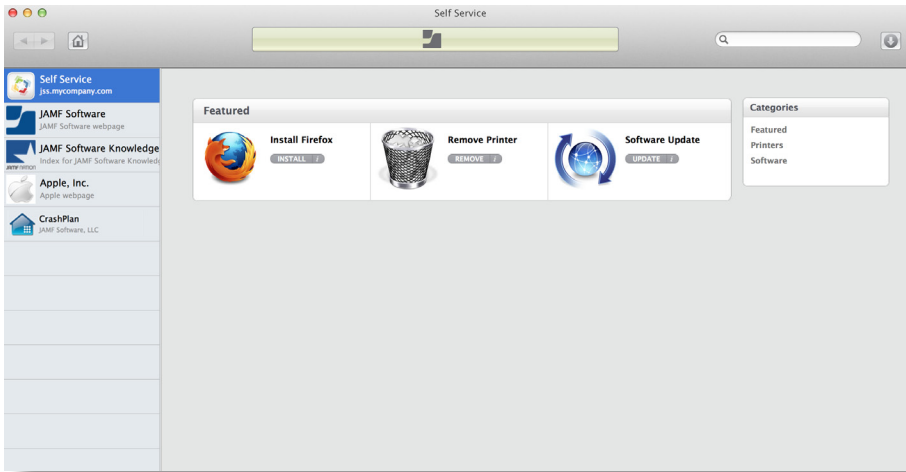 Self Service
Self Service
jss.mycompany.com
JAMF Software
JAMF Software webpage
JAMF Software Knowledge
Index for JAMF Software Knowledg
Apple, Inc.
Apple webpage
CrashPlan
JAMF Software, LLC
Featured
Install Firefox
INSTALL i
Remove Printer
REMOVE i
Software Update
UPDATE i
Categories
Featured
Printers
Software